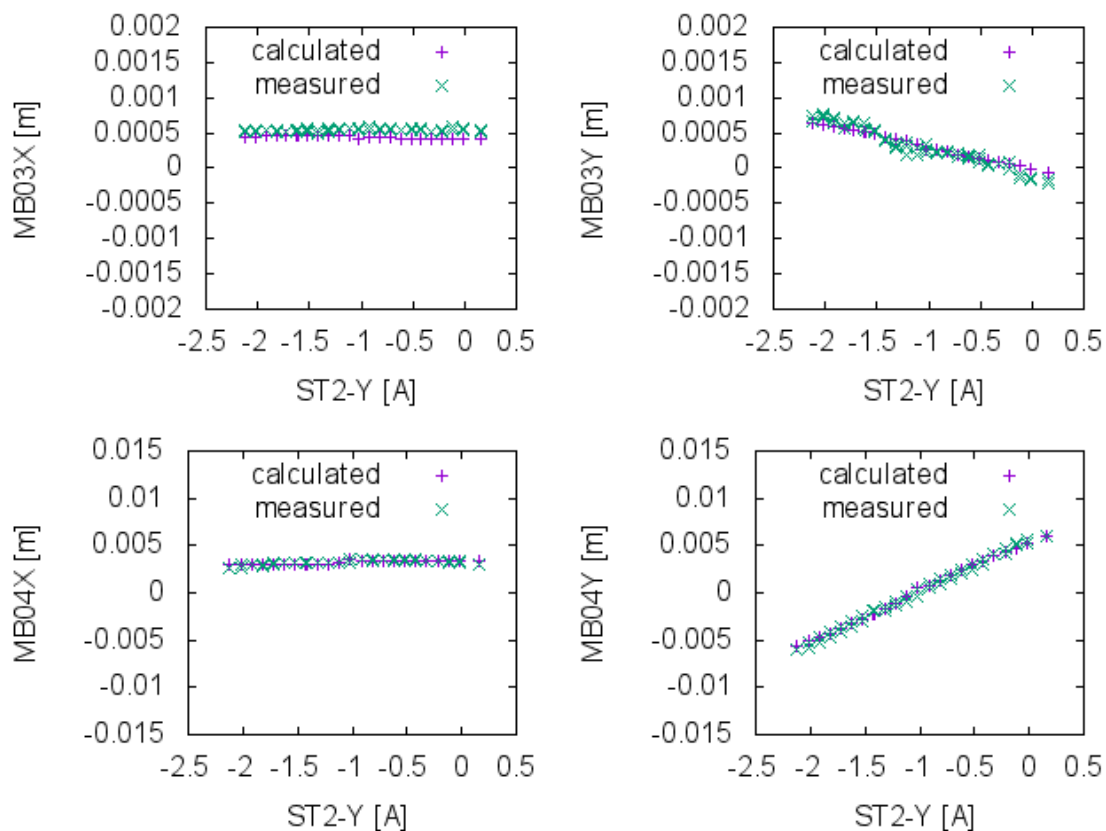 0.002
0.0015
0.001
0.0005
0
-0.0005
-0.001
-0.0015
-0.002
MB03X [m]
calculated
measured
-2.5 -2 -1.5 -1 -0.5 0 0.5
ST2-Y [A]
0.002
0.0015
0.001
0.0005
0
-0.0005
-0.001
-0.0015
-0.002
MB03Y [m]
calculated
measured
-2.5 -2 -1.5 -1 -0.5 0 0.5
ST2-Y [A]
0.015
0.01
0.005
0
-0.005
-0.01
-0.015
MB04X [m]
calculated
measured
-2.5 -2 -1.5 -1 -0.5 0 0.5
ST2-Y [A]
0.015
0.01
0.005
0
-0.005
-0.01
-0.015
MB04Y [m]
calculated
measured
-2.5 -2 -1.5 -1 -0.5 0 0.5
ST2-Y [A]